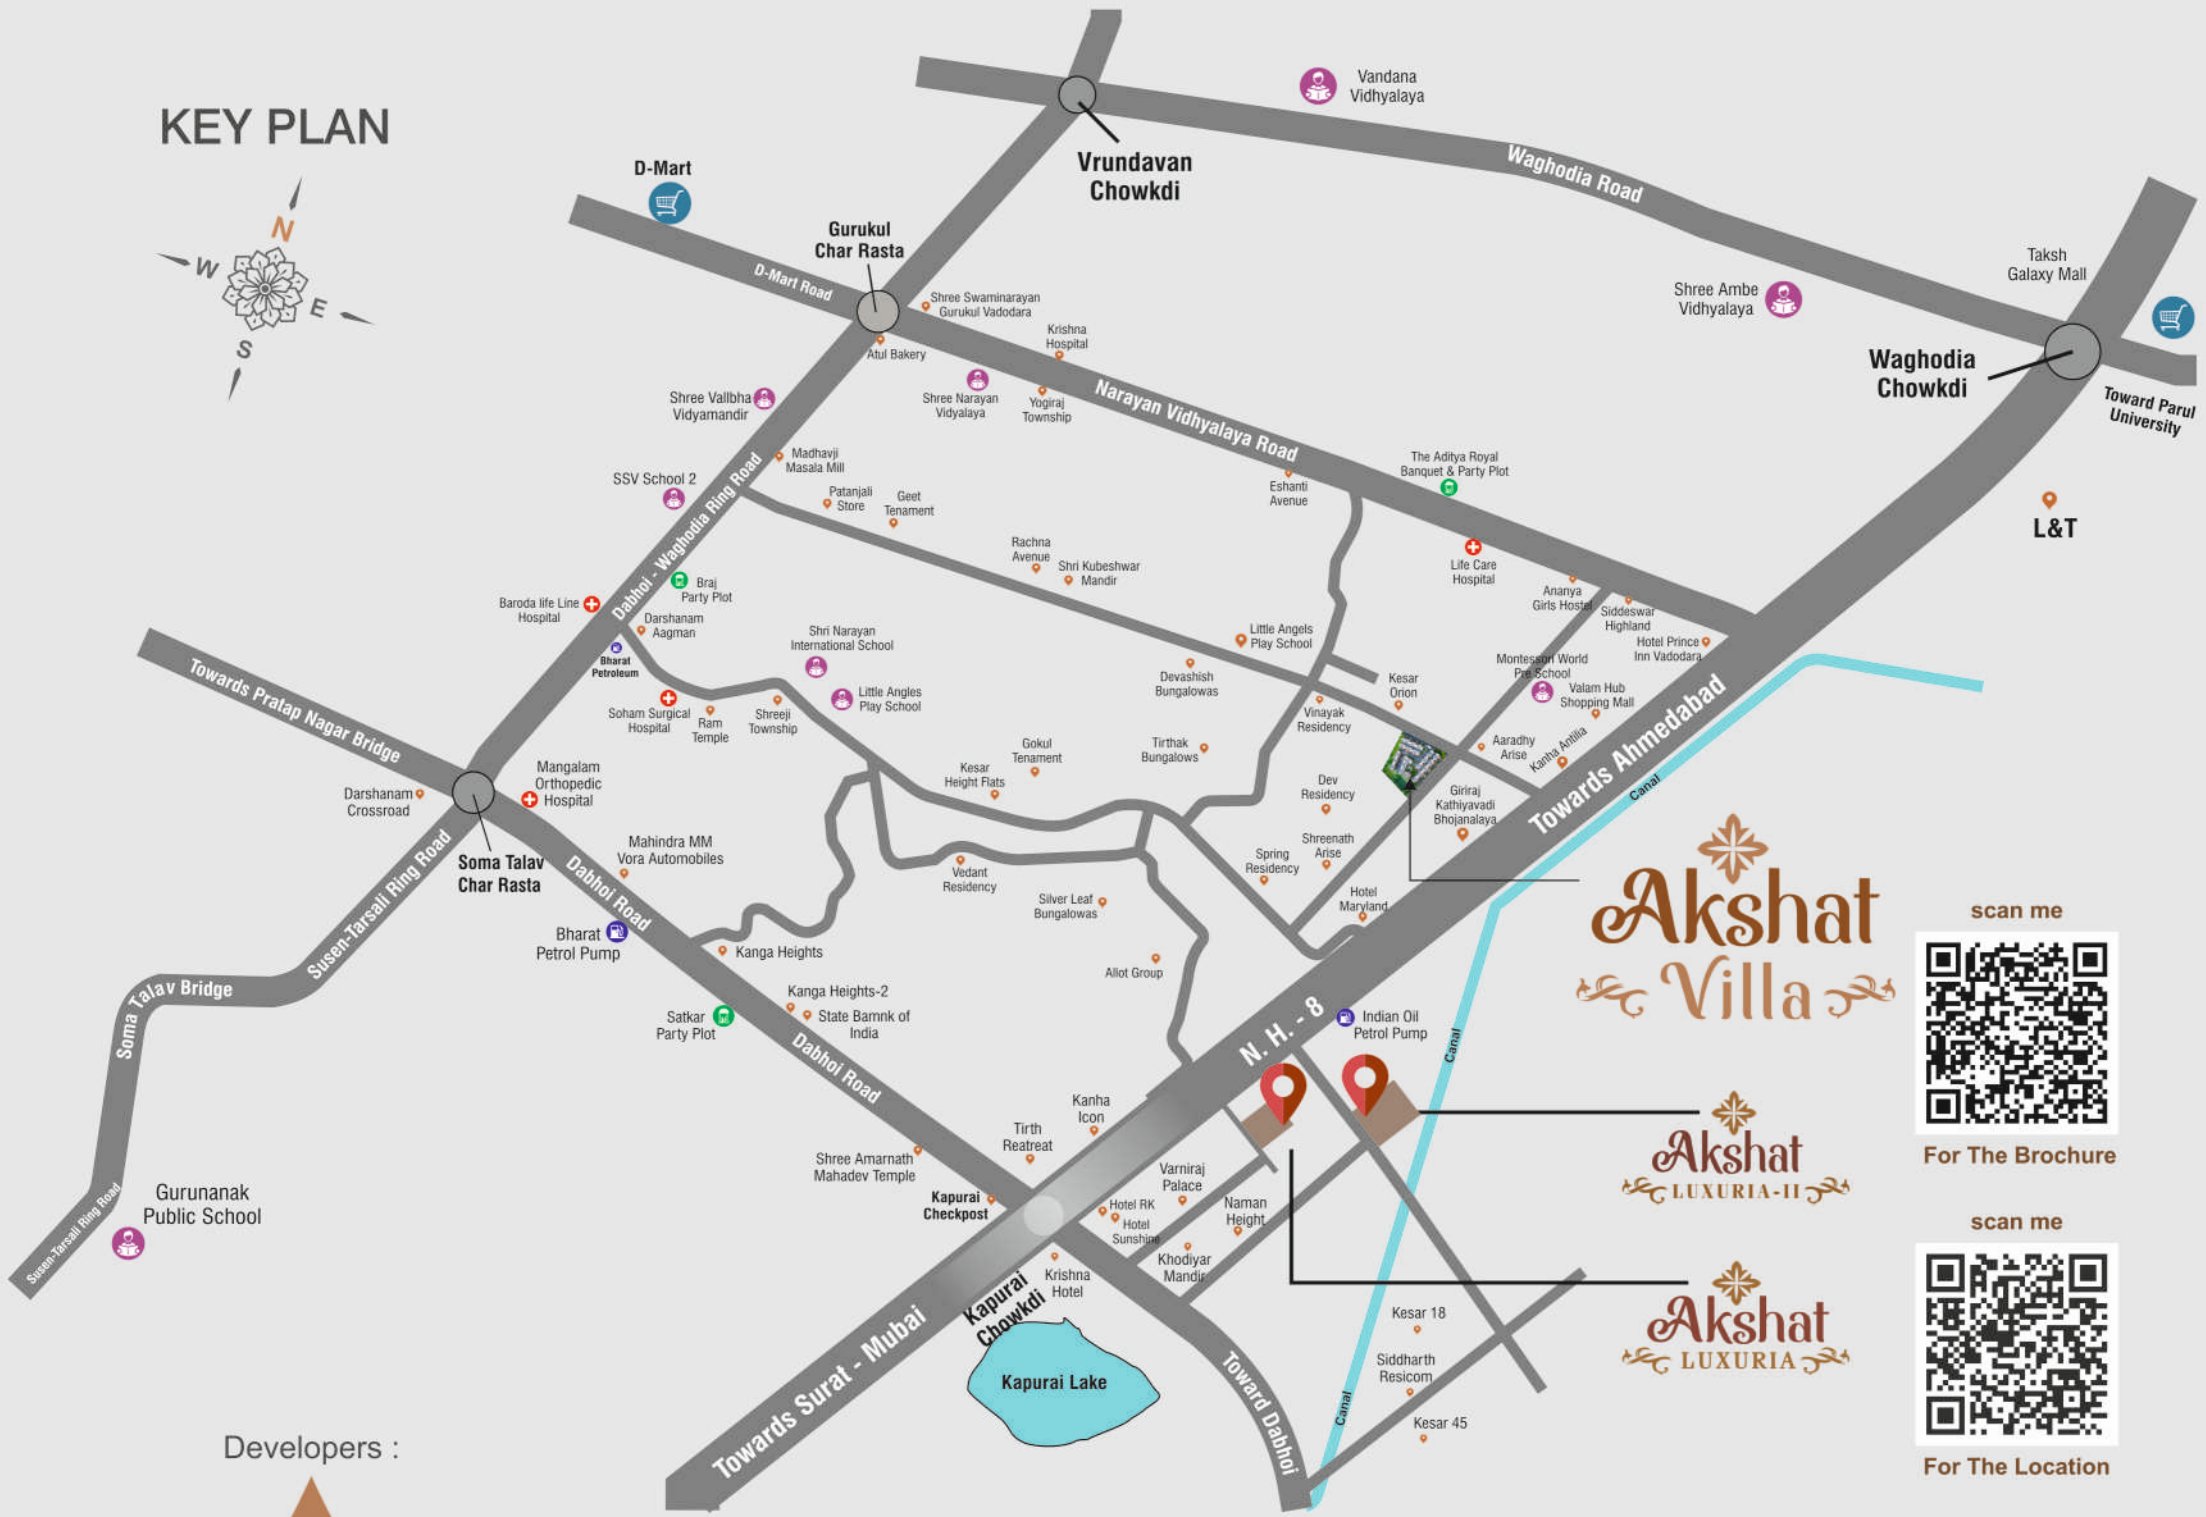 KEY PLAN
N
W
E
S
D-Mart
Gurukul
Char Rasta
Vrundavan
Chowkdi
Vandana
Vidhyalaya
Waghodia Road
Taksh
Galaxy Mall
Shree Ambe
Vidhyalaya
Waghodia
Chowkdi
Toward Parul
University
L&T
D-Mart Road
Shree Swaminarayan
Gurukul Vadodara
Krishna
Hospital
Atul Bakery
Shree Narayan
Vidyalaya
Yogiraj
Township
Narayan Vidhyalaya Road
Shree Vallbha
Vidyamandir
Madhavji
Masala Mill
SSV School 2
Patanjali
Store
Geet
Tenament
Dabhoi - Waghodia Ring Road
Eshanti
Avenue
The Aditya Royal
Banquet & Party Plot
Rachna
Avenue
Shri Kubeshwar
Mandir
Life Care
Hospital
Ananya
Girls Hostel
Siddeswar
Highland
Hotel Prince
Inn Vadodara
Baroda life Line
Hospital
Braj
Party Plot
Darshanam
Aagman
Bharat
Petroleum
Shri Narayan
International School
Little Angles
Play School
Little Angels
Play School
Devashish
Bungalowas
Kesar
Orion
Montessori World
Pre School
Valam Hub
Shopping Mall
Towards Pratap Nagar Bridge
Soham Surgical
Hospital
Ram
Temple
Shreeji
Township
Vinayak
Residency
Aaradhy
Arise
Kanha Antilia
Towards Ahmedabad
Canal
Gokul
Tenament
Tirthak
Bungalows
Kesar
Height Flats
Dev
Residency
Giriraj
Kathiyavadi
Bhojanalaya
Darshanam
Crossroad
Mangalam
Orthopedic
Hospital
Soma Talav
Char Rasta
Mahindra MM
Vora Automobiles
Dabhoi Road
Susen-Tarsali Ring Road
Vedant
Residency
Silver Leaf
Bungalowas
Spring
Residency
Shreenath
Arise
Hotel
Maryland
Bharat
Petrol Pump
Kanga Heights
Allot Group
Soma Talav Bridge
Kanga Heights-2
State Bamnk of
India
Satkar
Party Plot
Dabhoi Road
N. H. - 8
Indian Oil
Petrol Pump
Canal
Akshat
Villa
scan me
For The Brochure
Akshat
LUXURIA-II
Kanha
Icon
Tirth
Reatreat
Shree Amarnath
Mahadev Temple
Kapurai
Checkpost
Varniraj
Palace
Hotel RK
Hotel
Sunshine
Naman
Height
Khodiyar
Mandir
Gurunanak
Public School
Susen-Tarsali Ring Road
Krishna
Hotel
Kapurai
Chowkdi
Kapurai Lake
Towards Surat - Mubai
Toward Dabhoi
Kesar 18
Siddharth
Resicom
Kesar 45
Canal
Akshat
LUXURIA
scan me
For The Location
Developers :